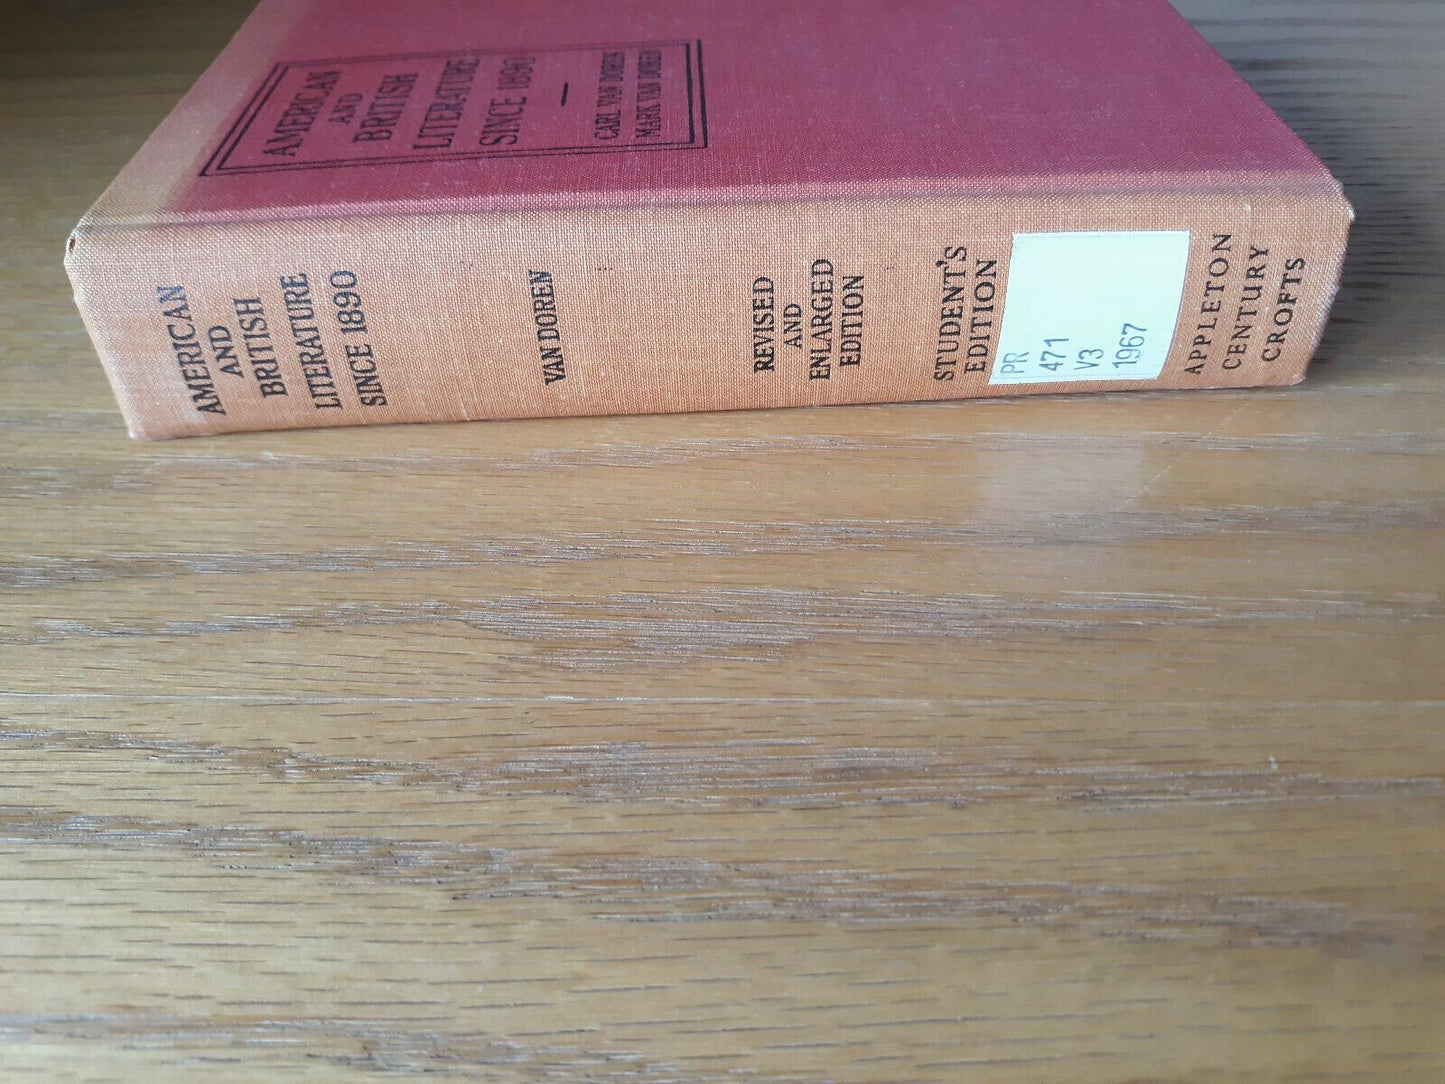 AMERICAN
AND
BRITISH
LITERATURE
SINCE 1890
CARL VAN DOREN
MARK VAN DOREN
AMERICAN
AND
BRITISH
LITERATURE
SINCE 1890
VAN DOREN
REVISED
AND
ENLARGED
EDITION
STUDENT'S
EDITION
PR
471
V3
1967
APPLETON
CENTURY
CROFTS